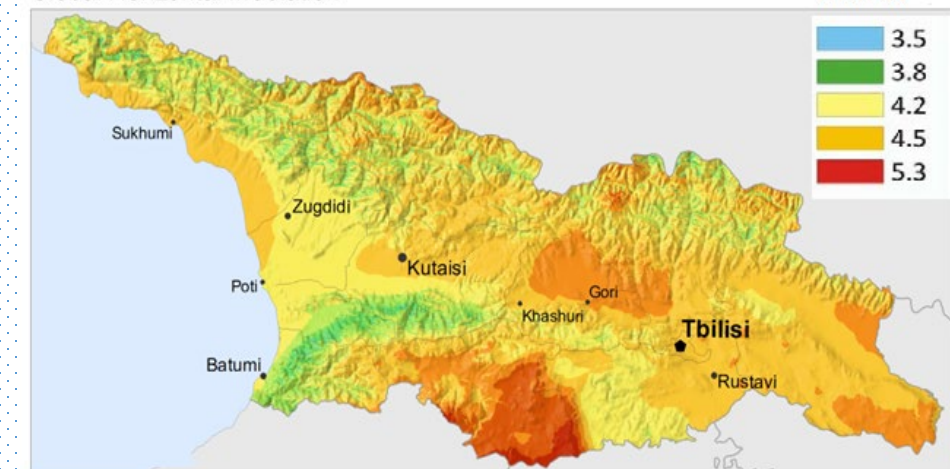 3.5
3.8
4.2
4.5
5.3
Sukhumi
Zugdidi
Kutaisi
Poti
Gori
Khashuri
Tbilisi
Batumi
Rustavi